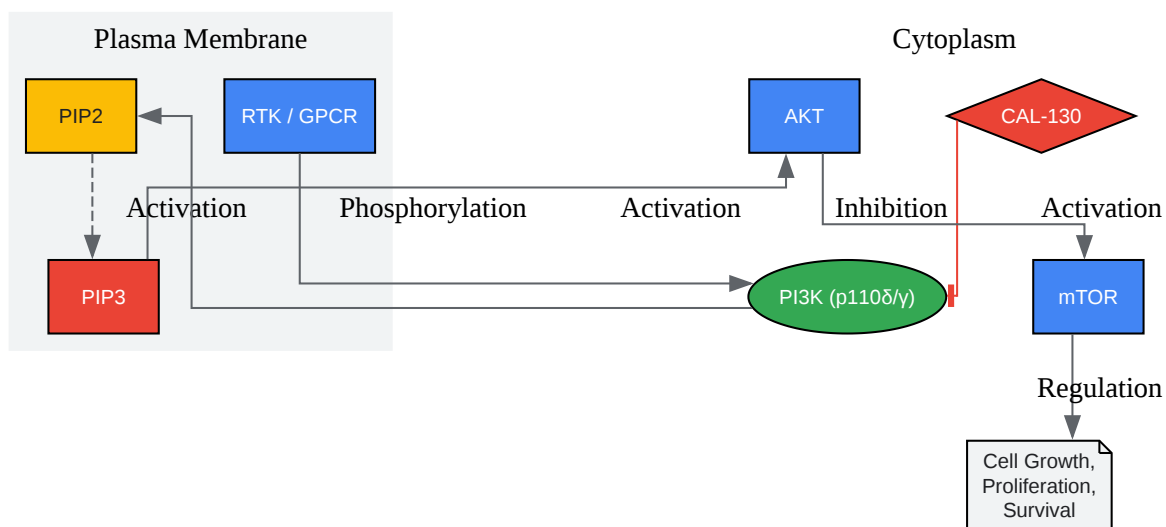 Plasma Membrane
Cytoplasm
PIP2
RTK / GPCR
AKT
CAL-130
Activation
Phosphorylation
Activation
Inhibition
Activation
PIP3
PI3K (p110δ/γ)
mTOR
Regulation
Cell Growth,
Proliferation,
Survival